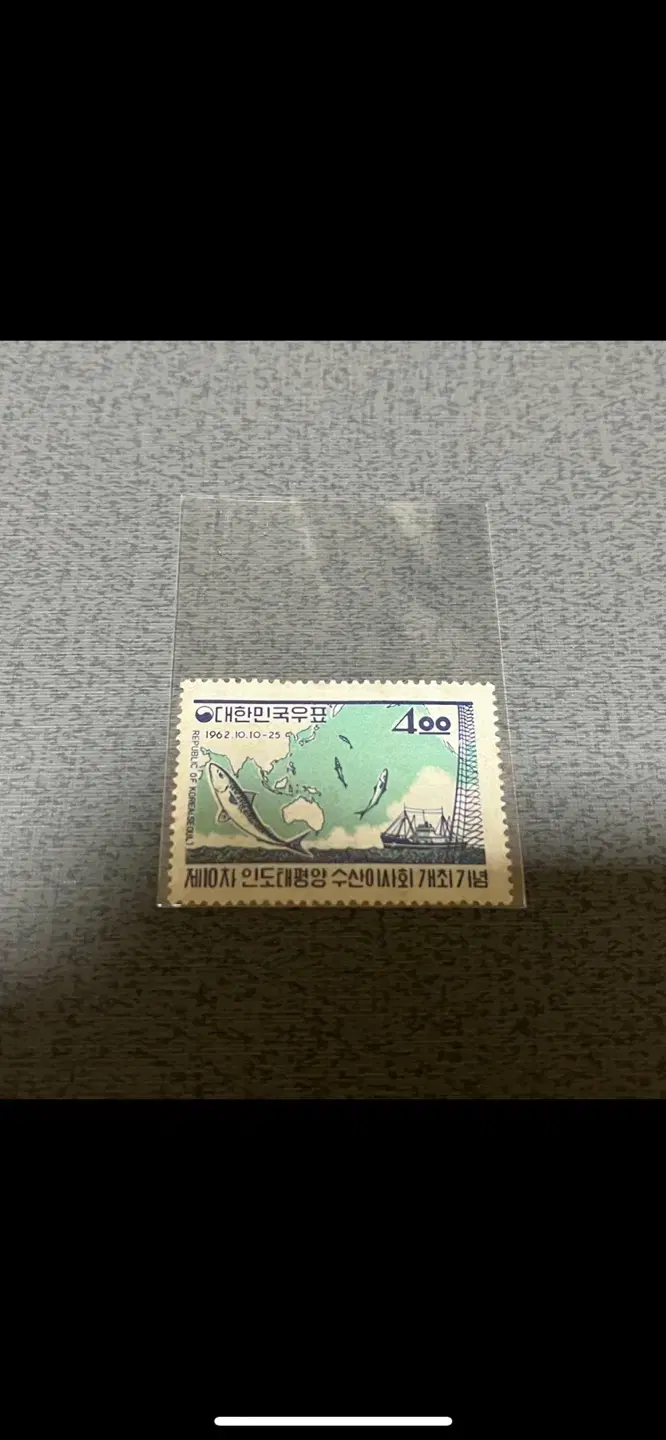 대한민국우표
4 00
1962.10.10-25
REPUBLIC OF KOREA(SEOUL)
제10차 인도태평양 수산이사회 개최기념